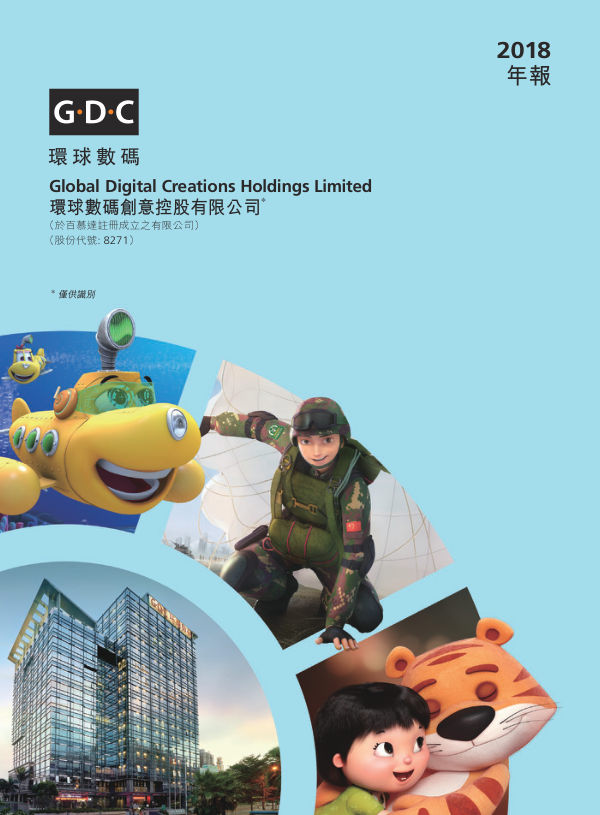 2018
年報
G·D·C
環球數碼
Global Digital Creations Holdings Limited
環球數碼創意控股有限公司*
（於百慕達註冊成立之有限公司）
（股份代號: 8271）
* 僅供識別